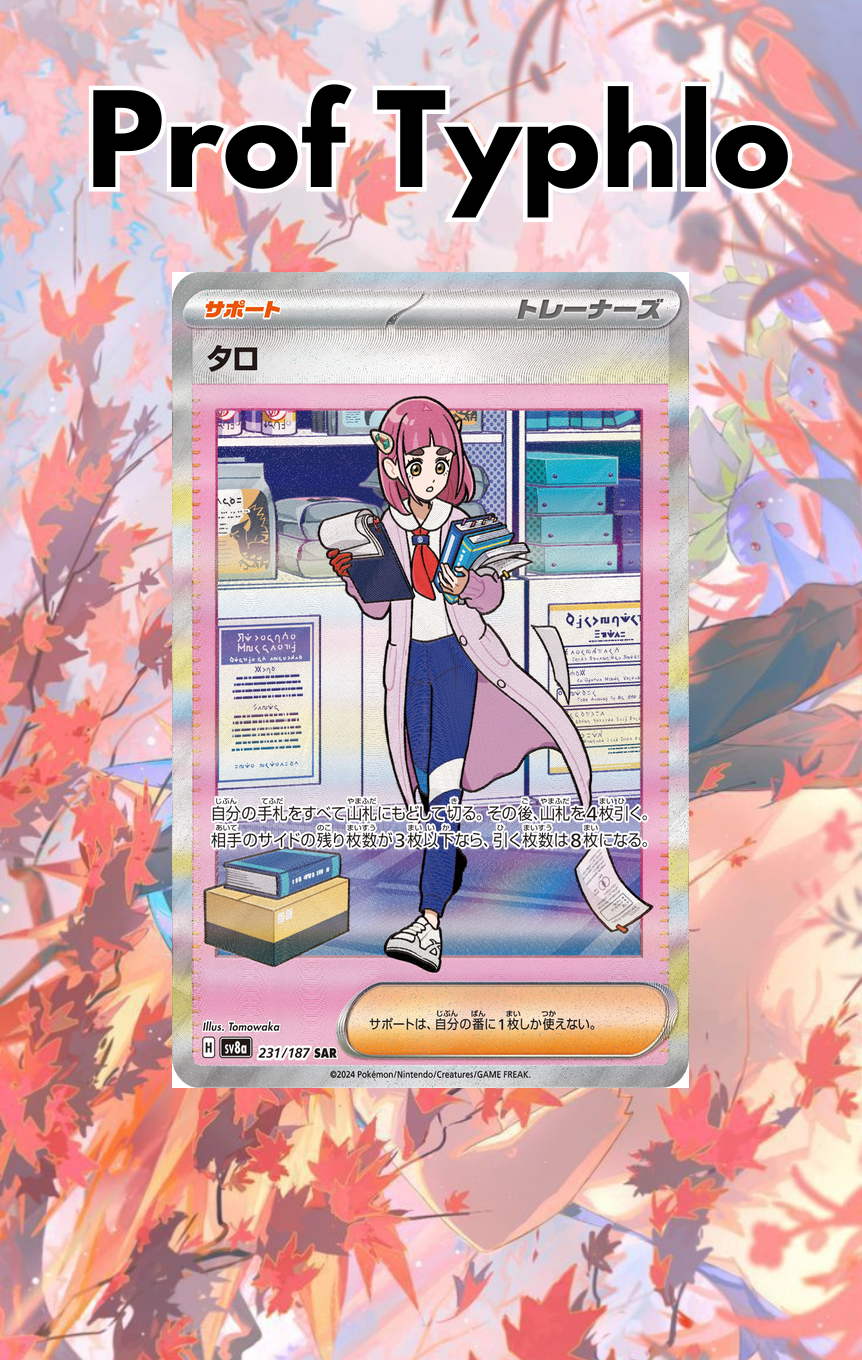 Prof Typhlo
サポート トレーナーズ
タロ
自分の手札をすべて山札にもどして切る。その後、山札を4枚引く。
相手のサイドの残り枚数が3枚以下なら、引く枚数は8枚になる。
サポートは、自分の番に1枚しか使えない。
Illus. Tomowaka
H sv8a 231/187 SAR
©2024 Pokémon/Nintendo/Creatures/GAME FREAK.